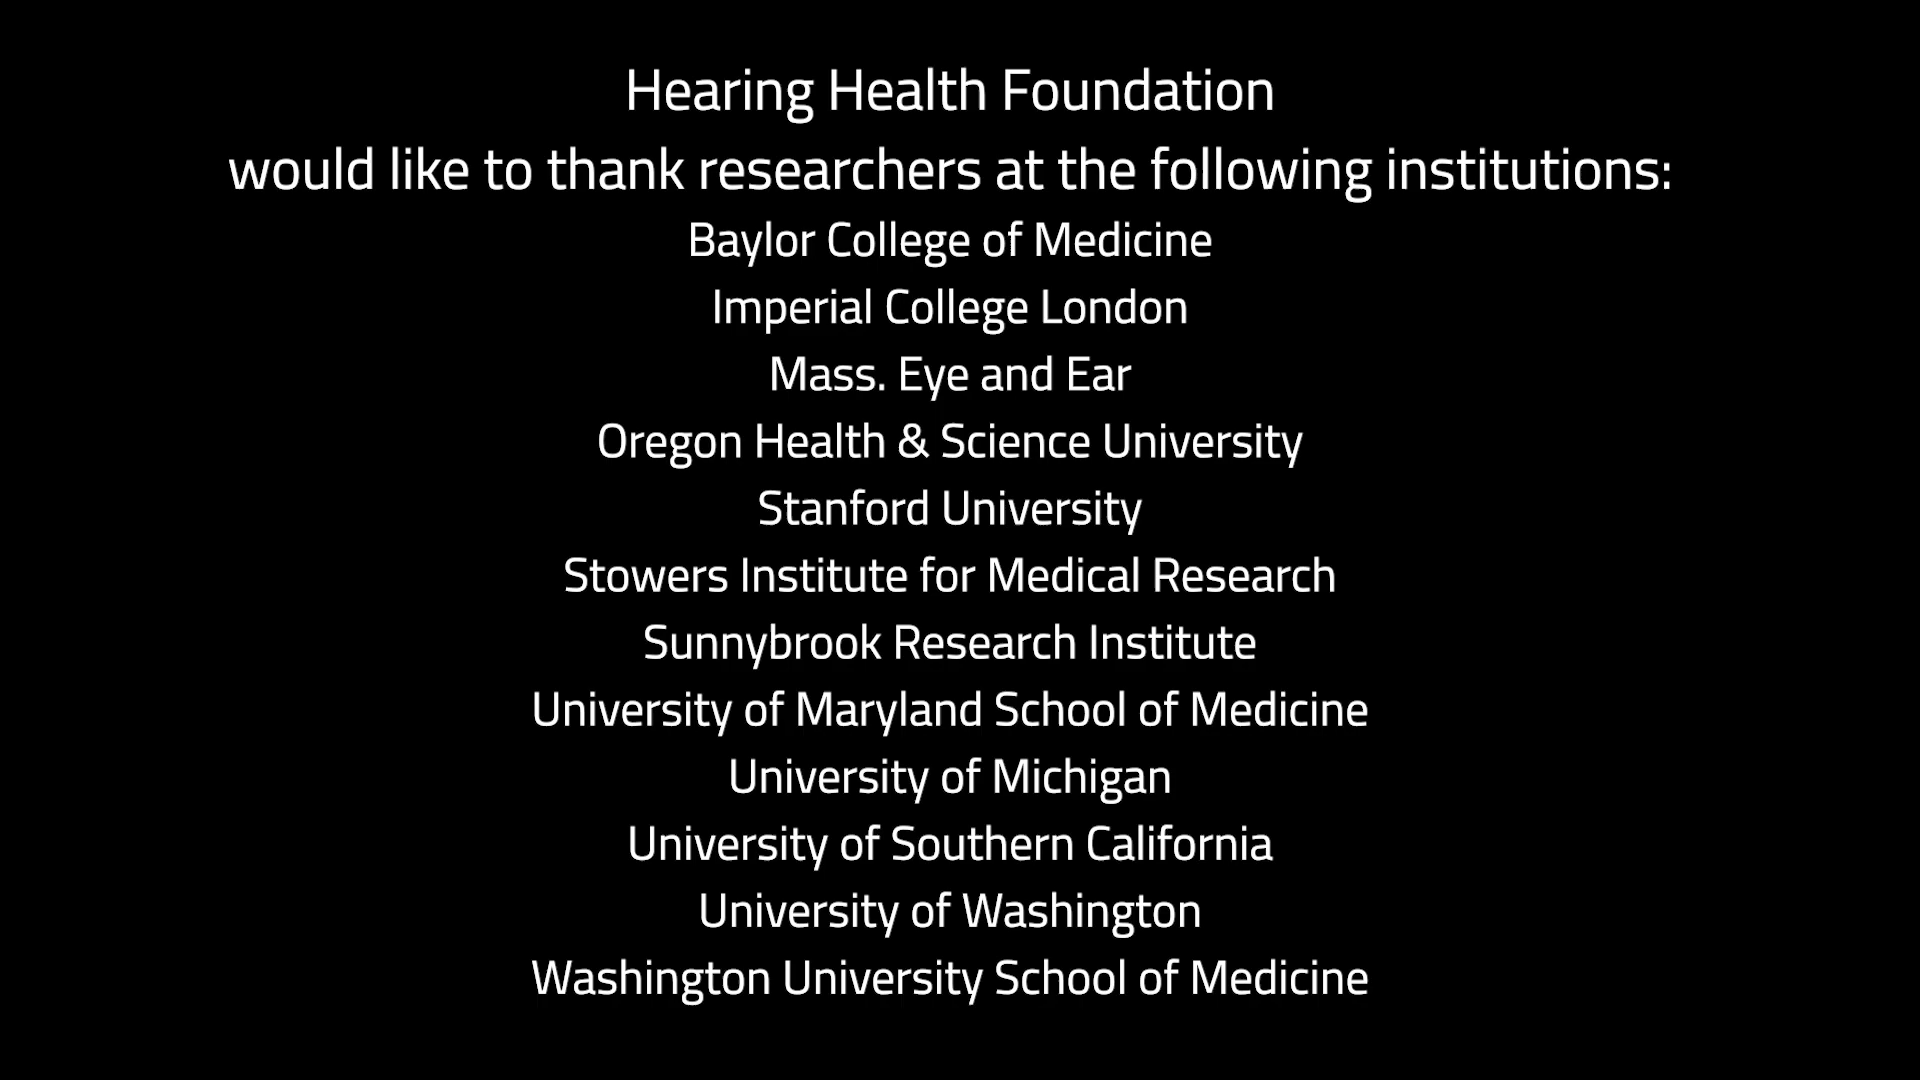 Hearing Health Foundation
would like to thank researchers at the following institutions:
Baylor College of Medicine
Imperial College London
Mass. Eye and Ear
Oregon Health & Science University
Stanford University
Stowers Institute for Medical Research
Sunnybrook Research Institute
University of Maryland School of Medicine
University of Michigan
University of Southern California
University of Washington
Washington University School of Medicine